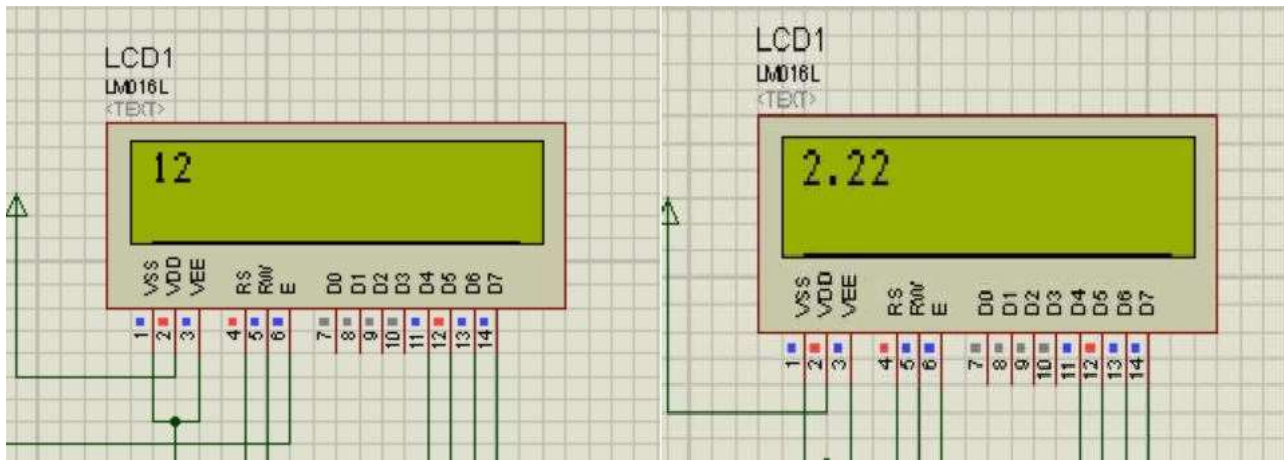 LCD1
LM016L
<TEXT>
12
VSS VDD VEE RS RW E D0 D1 D2 D3 D4 D5 D6 D7
1 2 3 4 5 6 7 8 9 10 11 12 13 14
LCD1
LM016L
<TEXT>
2.22
VSS VDD VEE RS RW E D0 D1 D2 D3 D4 D5 D6 D7
1 2 3 4 5 6 7 8 9 10 11 12 13 14